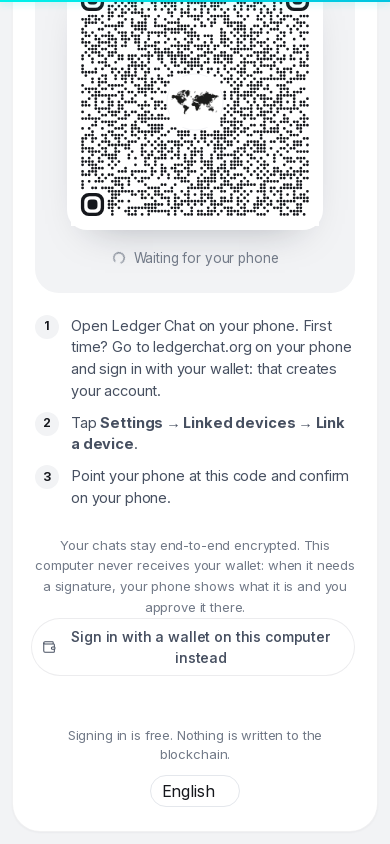 Waiting for your phone
1
Open Ledger Chat on your phone. First
time? Go to ledgerchat.org on your phone
and sign in with your wallet: that creates
your account.
2
Tap Settings → Linked devices → Link
a device.
3
Point your phone at this code and confirm
on your phone.
Your chats stay end-to-end encrypted. This
computer never receives your wallet: when it needs
a signature, your phone shows what it is and you
approve it there.
Sign in with a wallet on this computer
instead
Signing in is free. Nothing is written to the
blockchain.
English